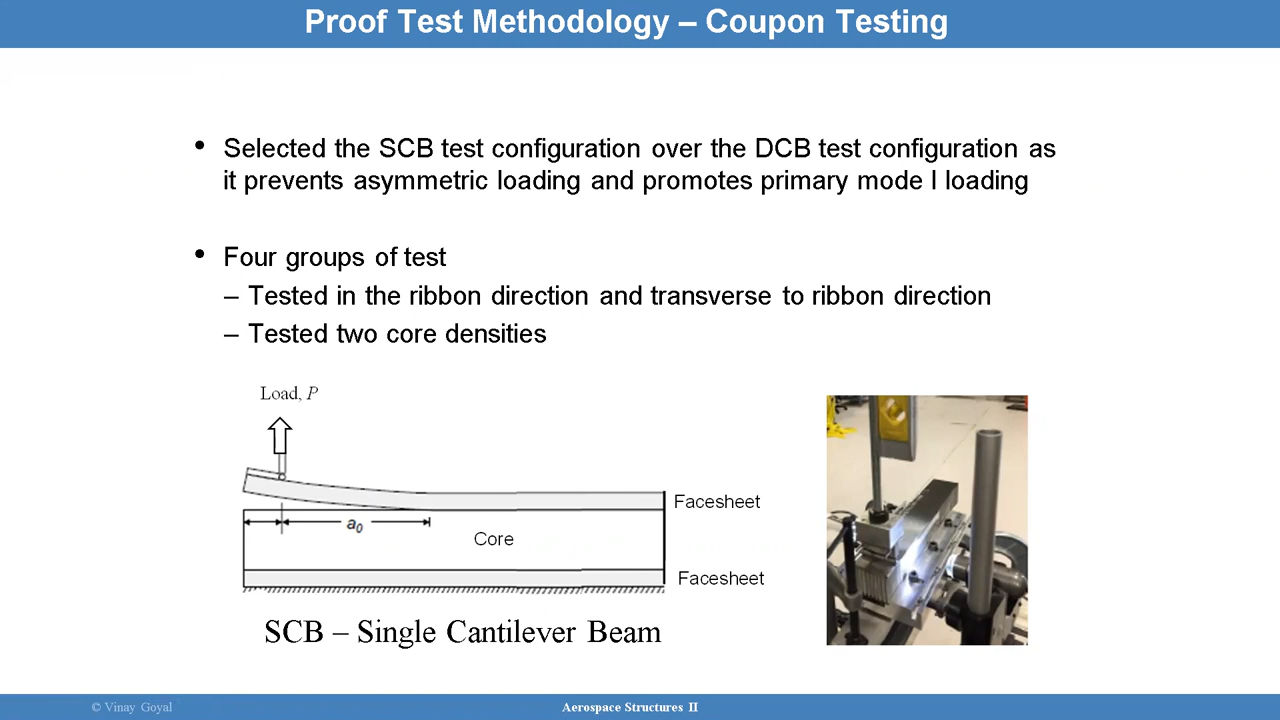 Proof Test Methodology – Coupon Testing
• Selected the SCB test configuration over the DCB test configuration as
it prevents asymmetric loading and promotes primary mode I loading
• Four groups of test
– Tested in the ribbon direction and transverse to ribbon direction
– Tested two core densities
Load, P
a0
Facesheet
Core
Facesheet
SCB – Single Cantilever Beam
© Vinay Goyal
Aerospace Structures II